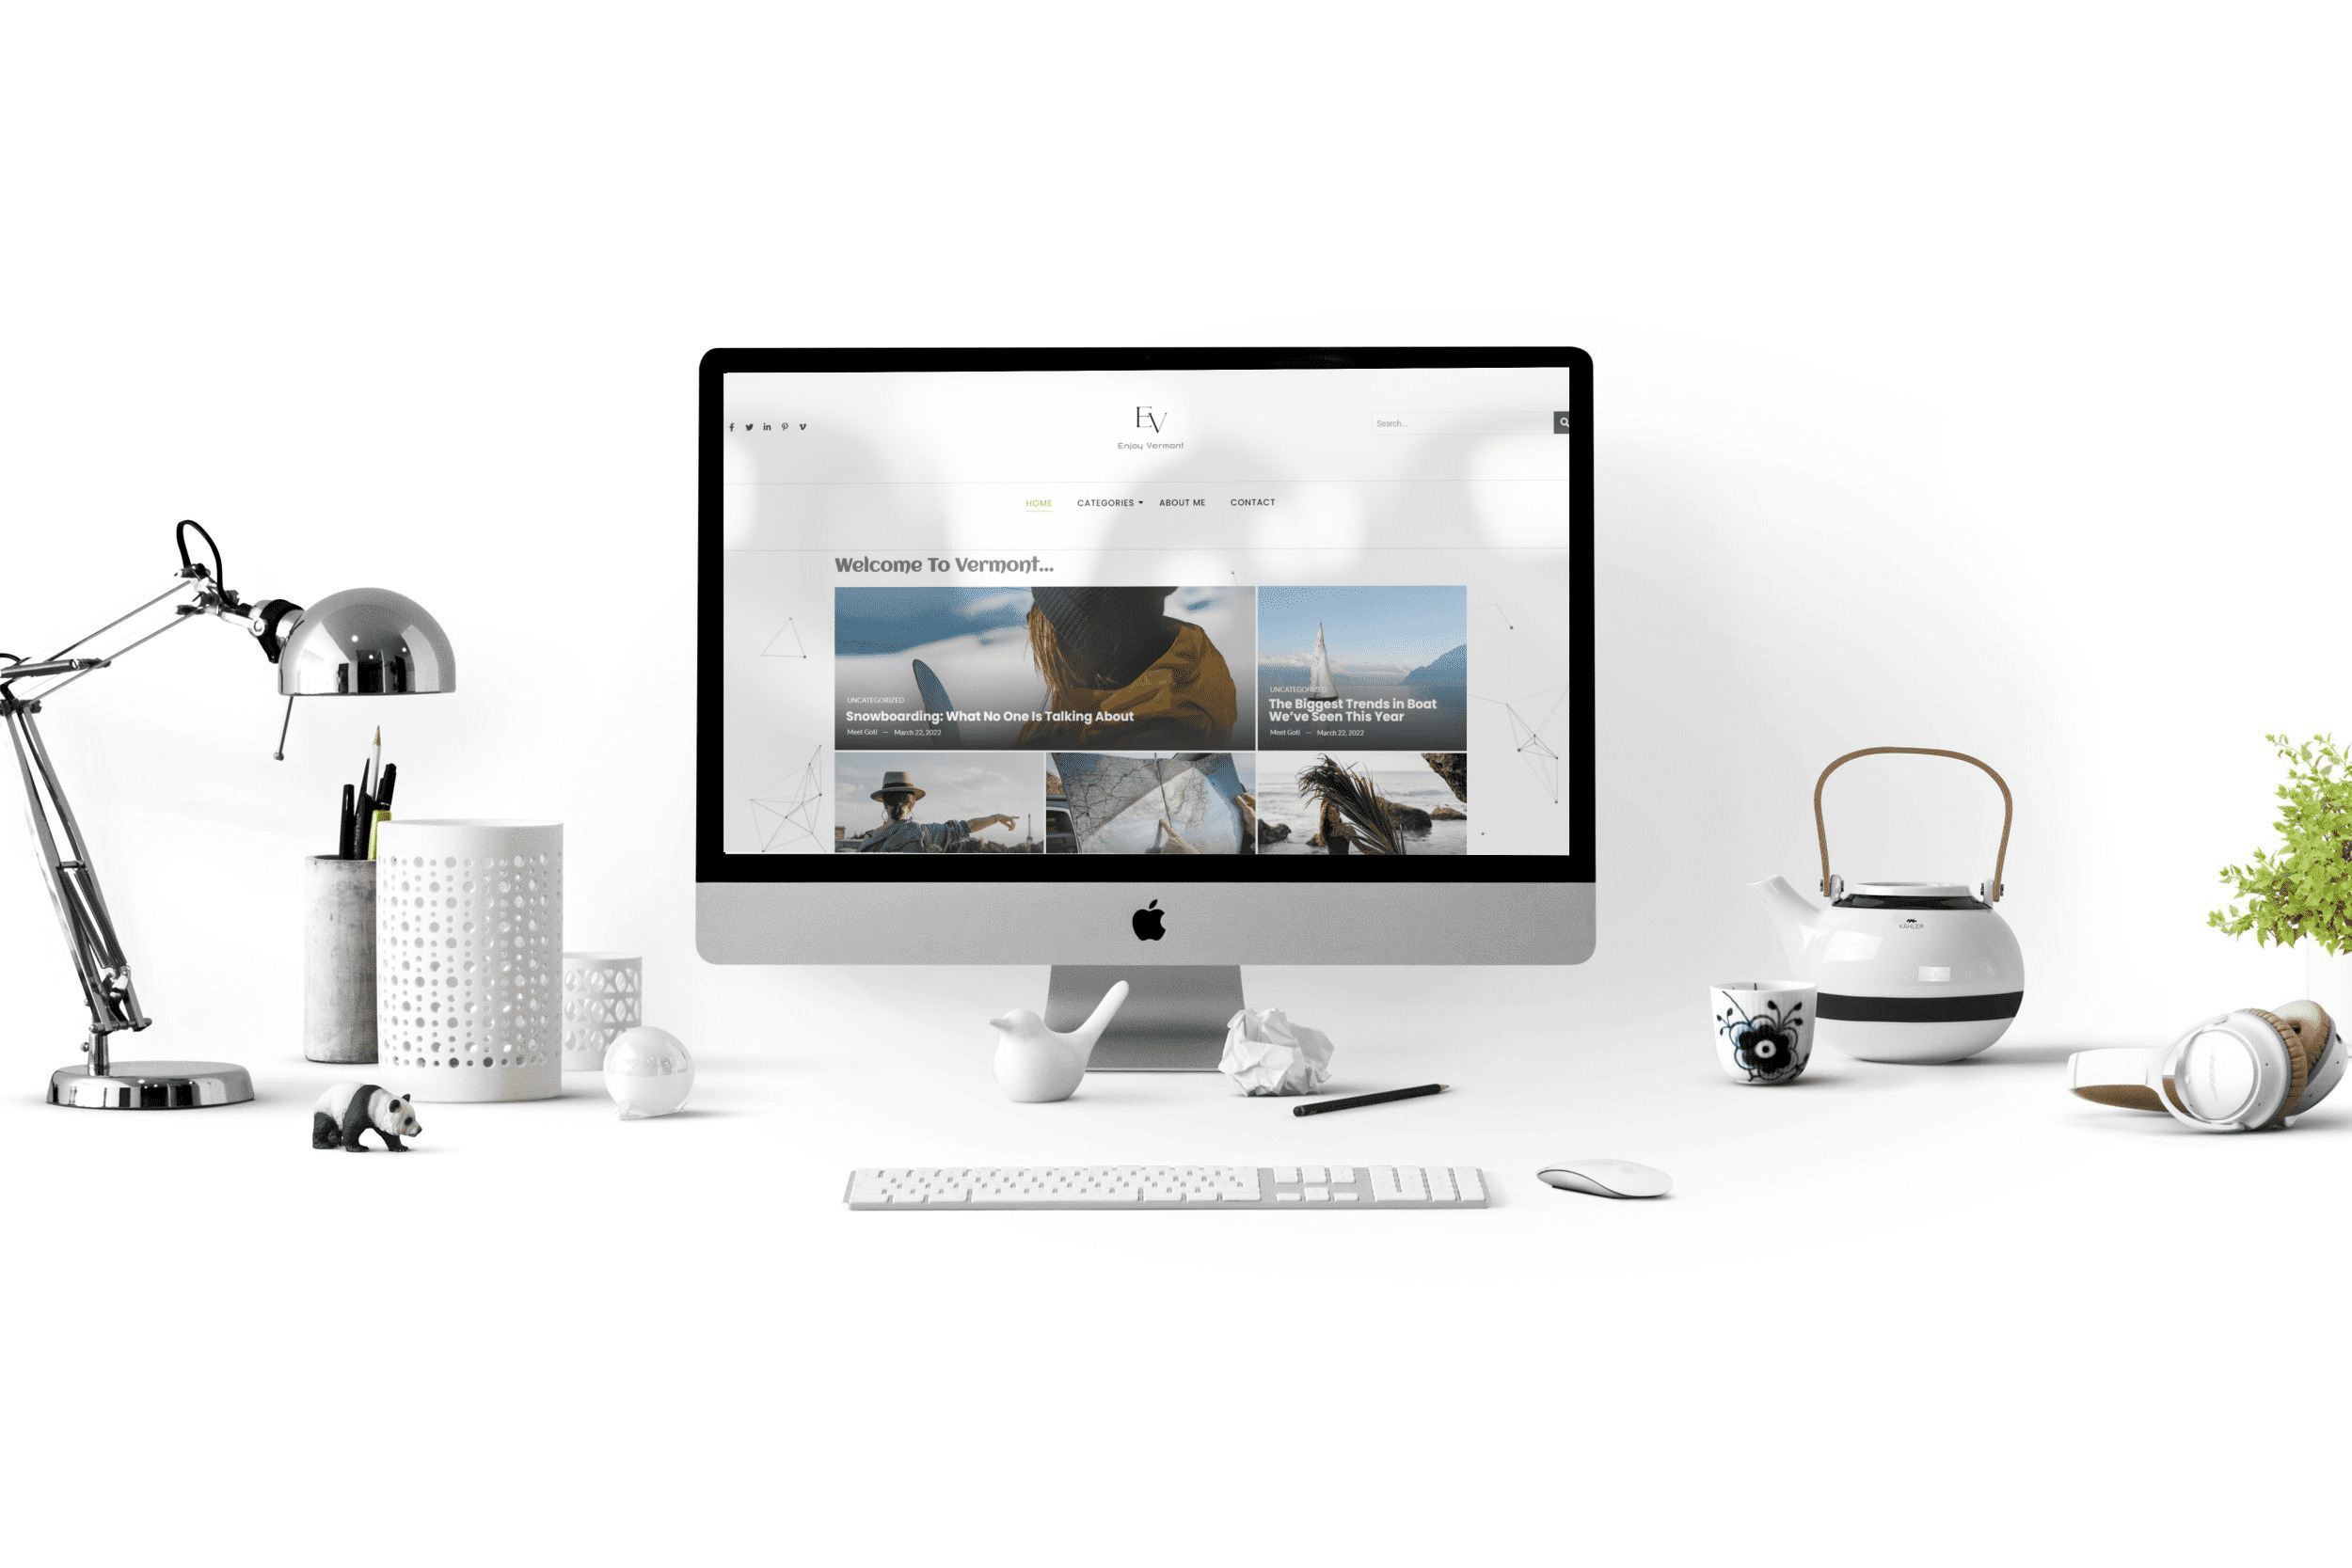 EV
Enjoy Vermont
Search...
HOME CATEGORIES ABOUT ME CONTACT
Welcome To Vermont...
UNCATEGORIZED
Snowboarding: What No One Is Talking About
Meet Goti — March 22, 2022
UNCATEGORIZED
The Biggest Trends in Boat
We've Seen This Year
Meet Goti — March 22, 2022
KÄHLER